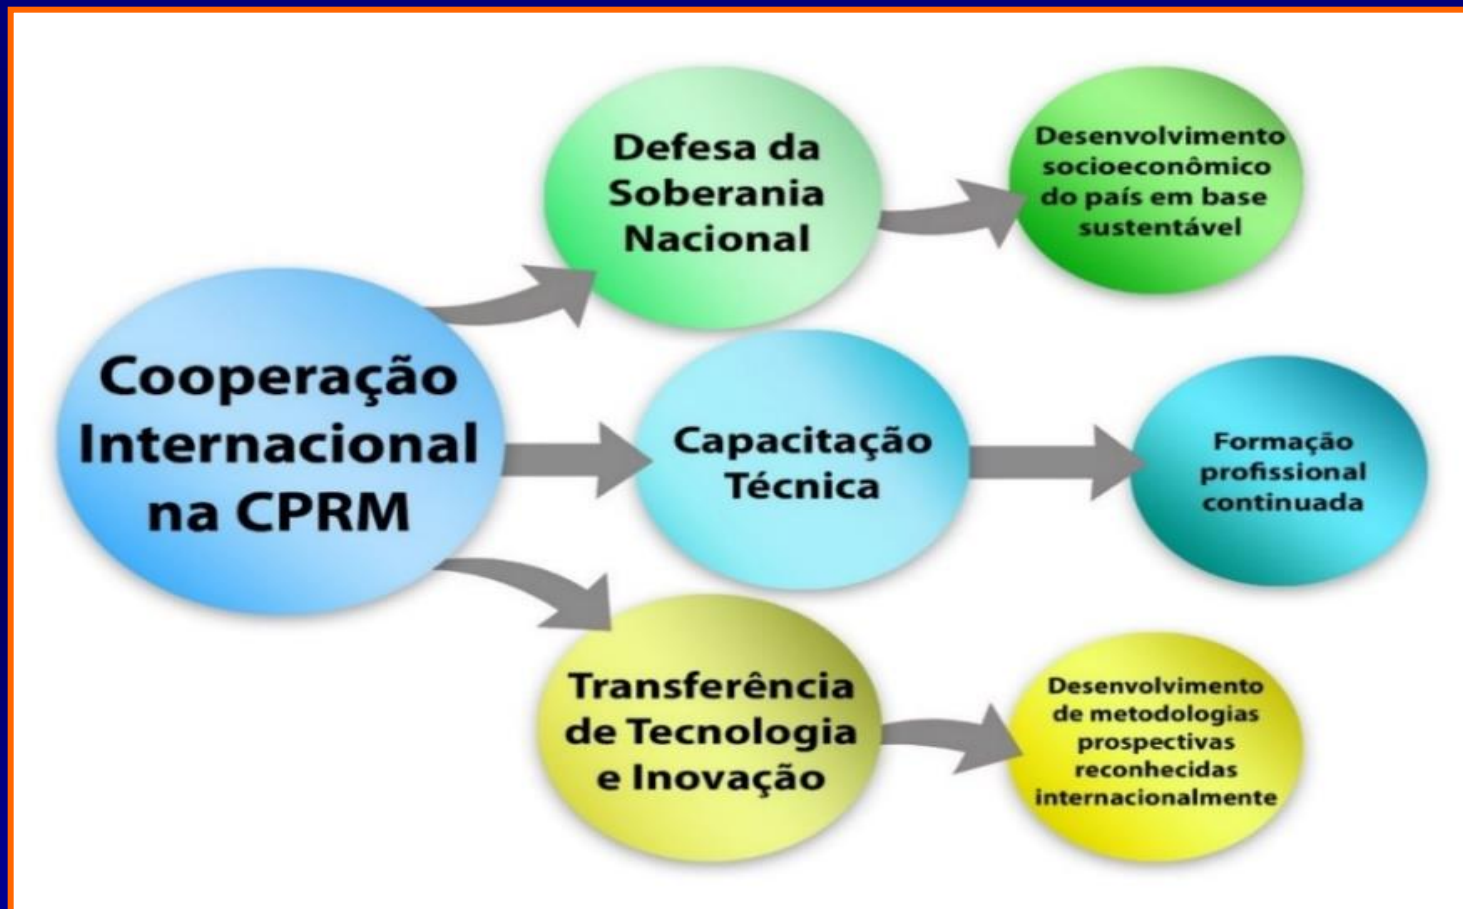 Cooperação
Internacional
na CPRM
Defesa da
Soberania
Nacional
Desenvolvimento
socioeconômico
do país em base
sustentável
Capacitação
Técnica
Formação
profissional
continuada
Transferência
de Tecnologia
e Inovação
Desenvolvimento
de metodologias
prospectivas
reconhecidas
internacionalmente